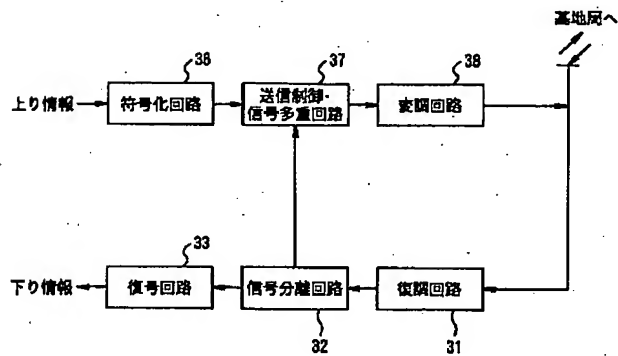 基地局へ
36
37
38
上り情報
符号化回路
送信制御・
信号多重回路
変調回路
33
下り情報
復号回路
信号分離回路
復調回路
32
31